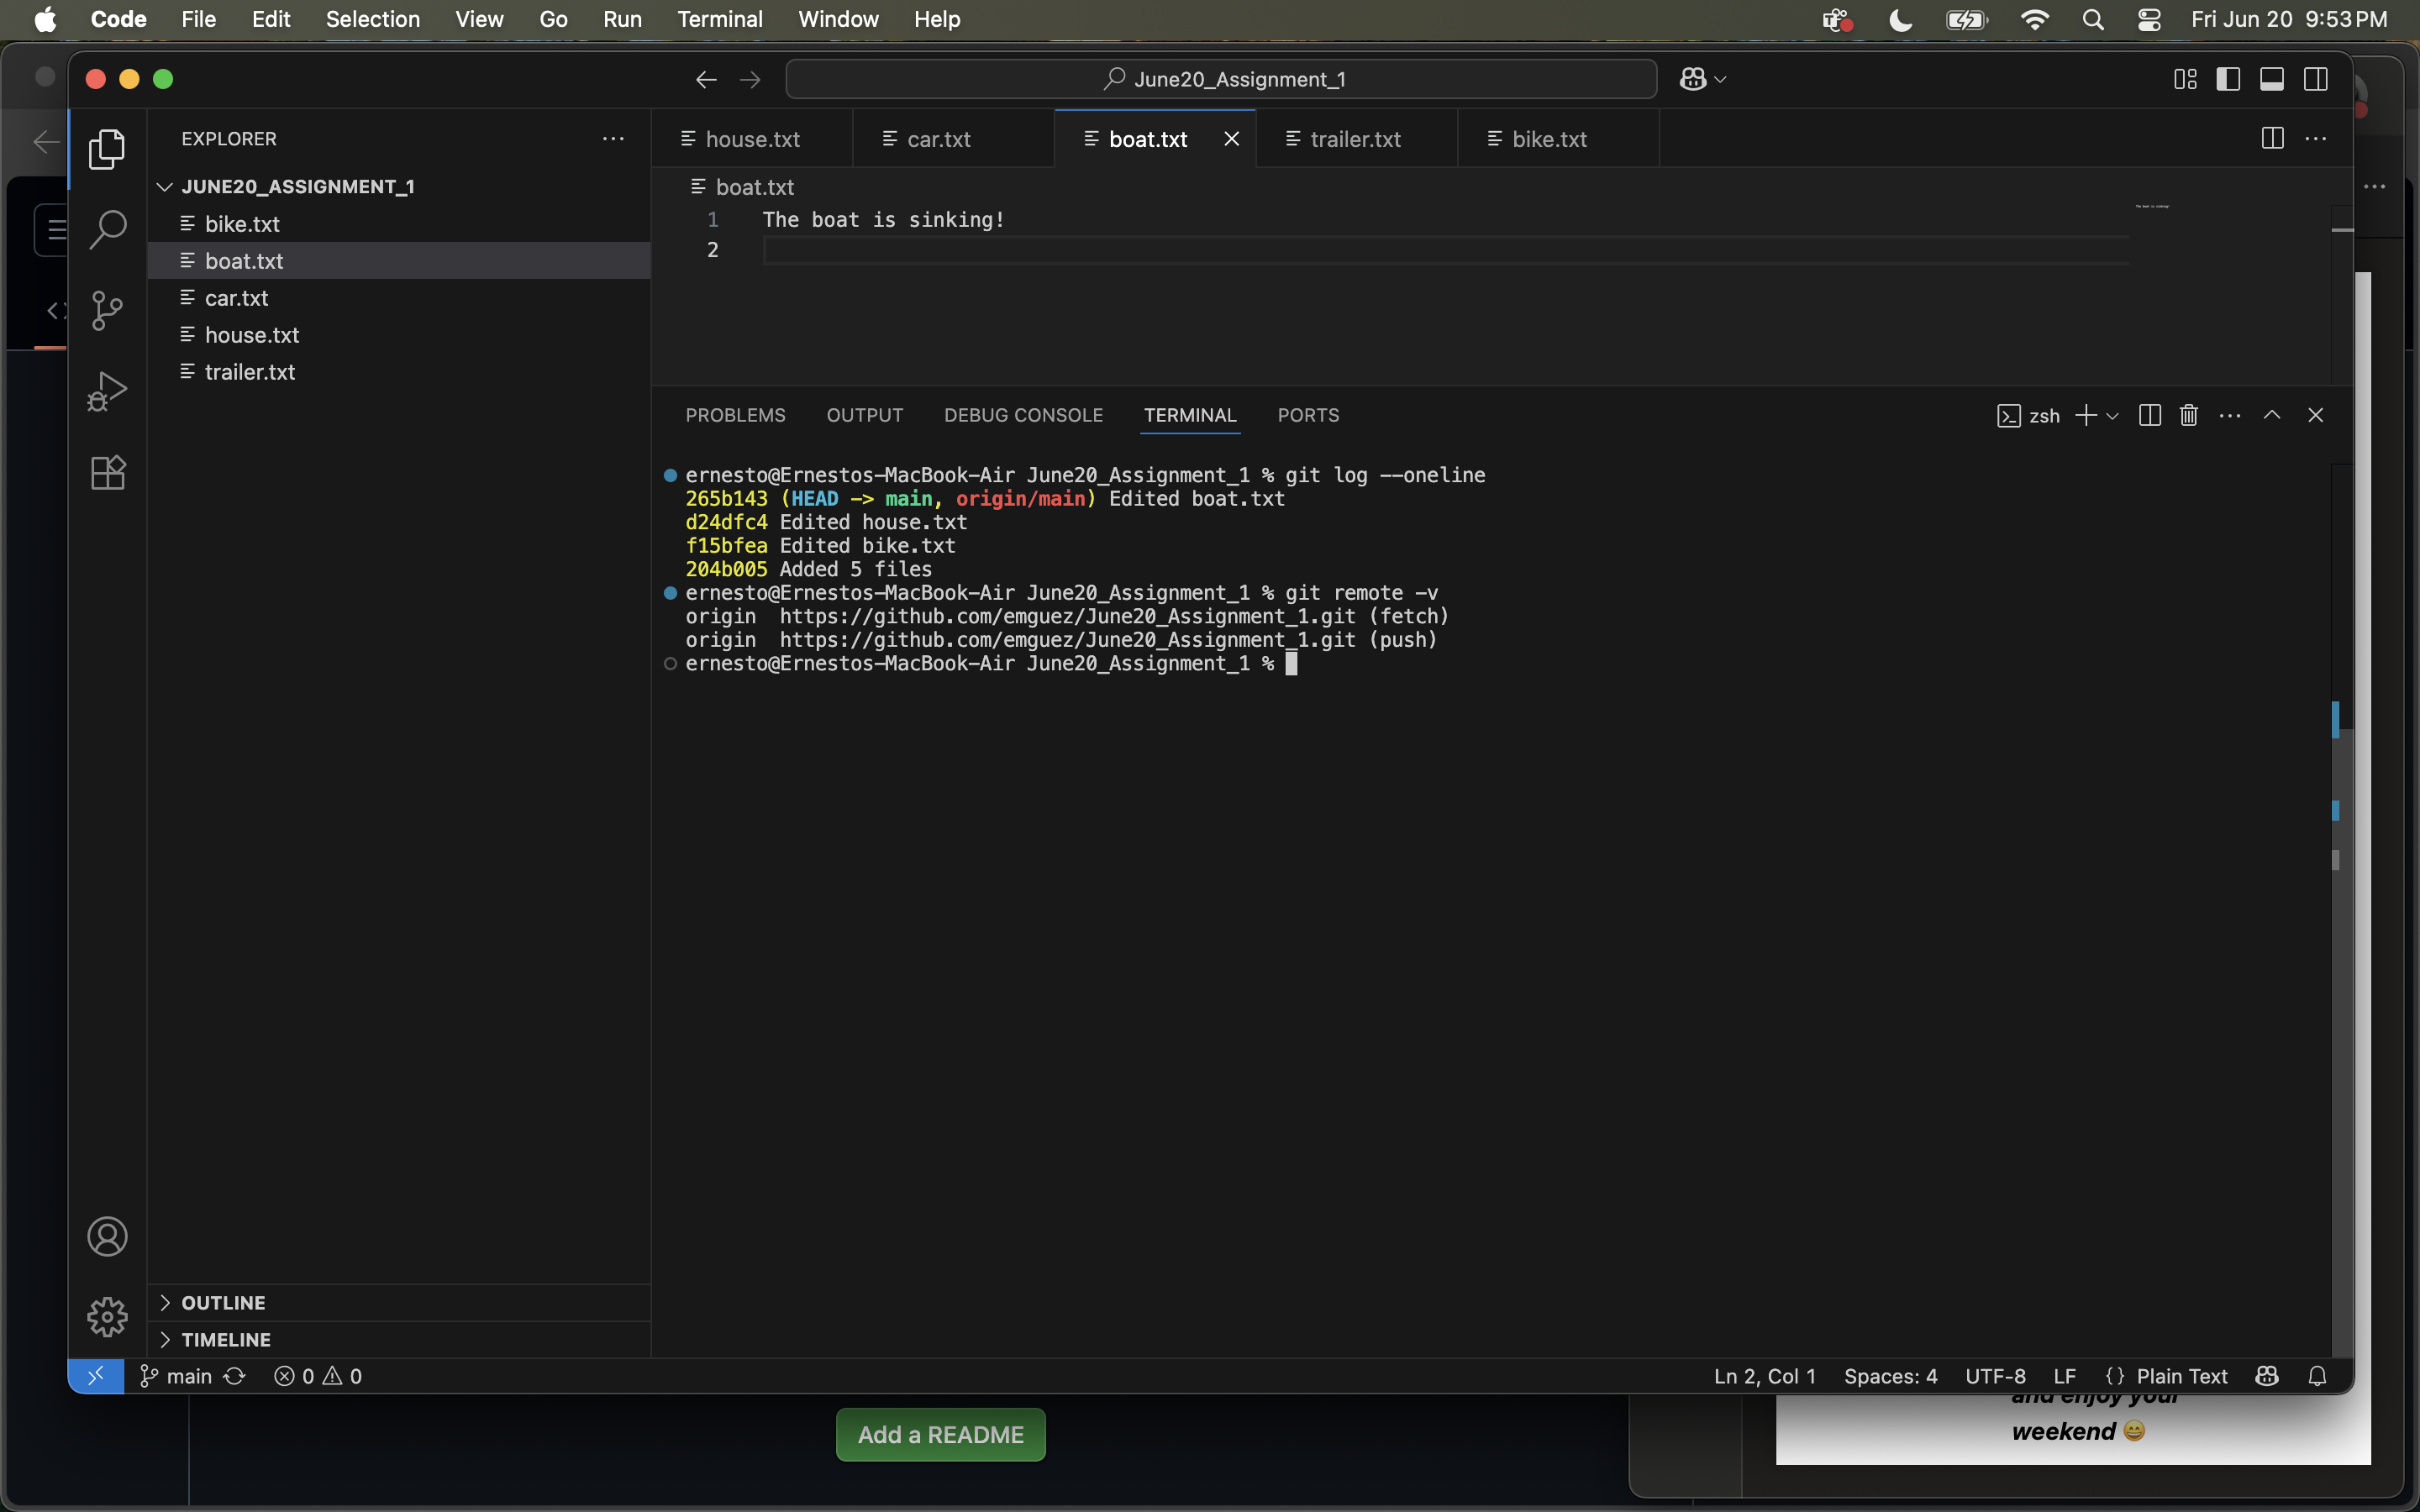 Code File Edit Selection View Go Run Terminal Window Help Fri Jun 20 9:53 PM
June20_Assignment_1
EXPLORER
JUNE20_ASSIGNMENT_1
bike.txt
boat.txt
car.txt
house.txt
trailer.txt
OUTLINE
TIMELINE
house.txt car.txt boat.txt trailer.txt bike.txt
boat.txt
1 The boat is sinking!
2
The boat is sinking!
PROBLEMS OUTPUT DEBUG CONSOLE TERMINAL PORTS zsh
ernesto@Ernestos-MacBook-Air June20_Assignment_1 % git log --oneline
265b143 (HEAD -> main, origin/main) Edited boat.txt
d24dfc4 Edited house.txt
f15bfea Edited bike.txt
204b005 Added 5 files
ernesto@Ernestos-MacBook-Air June20_Assignment_1 % git remote -v
origin https://github.com/emguez/June20_Assignment_1.git (fetch)
origin https://github.com/emguez/June20_Assignment_1.git (push)
ernesto@Ernestos-MacBook-Air June20_Assignment_1 %
main 0 0 Ln 2, Col 1 Spaces: 4 UTF-8 LF {} Plain Text
Add a README
and enjoy your
weekend 😄